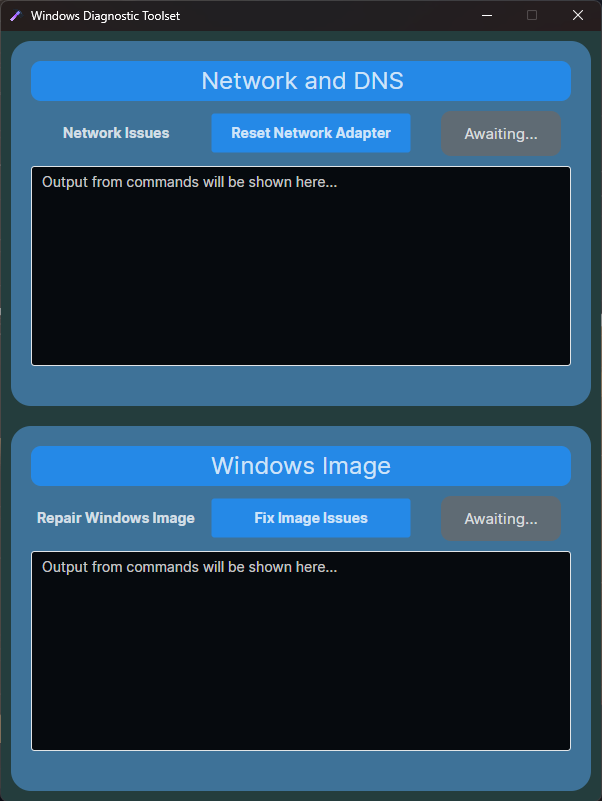 Windows Diagnostic Toolset
Network and DNS
Network Issues
Reset Network Adapter
Awaiting...
Output from commands will be shown here...
Windows Image
Repair Windows Image
Fix Image Issues
Awaiting...
Output from commands will be shown here...